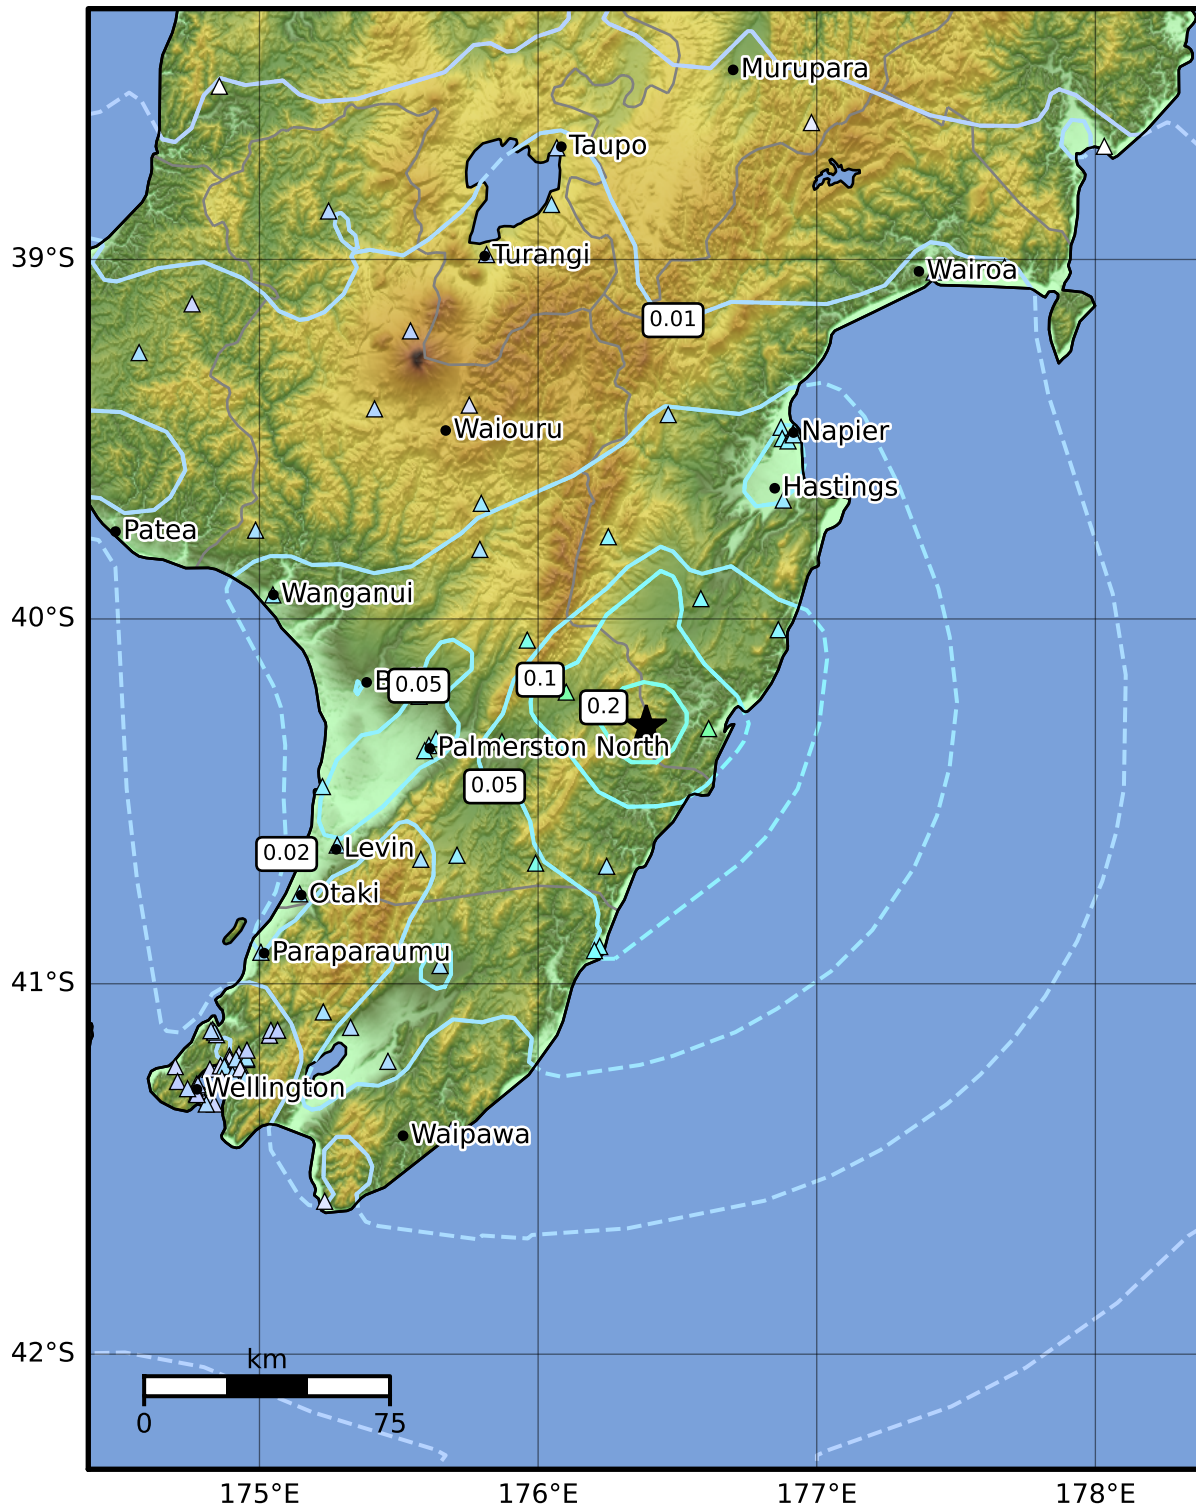 Murupara
Taupo
39°S
Turangi
Wairoa
0.01
Waiouru
Napier
Hastings
Patea
Wanganui
40°S
0.05
0.1
0.2
Palmerston North
0.05
0.02
Levin
Otaki
Paraparaumu
41°S
Wellington
Waipawa
42°S
km
0
75
175°E
176°E
177°E
178°E